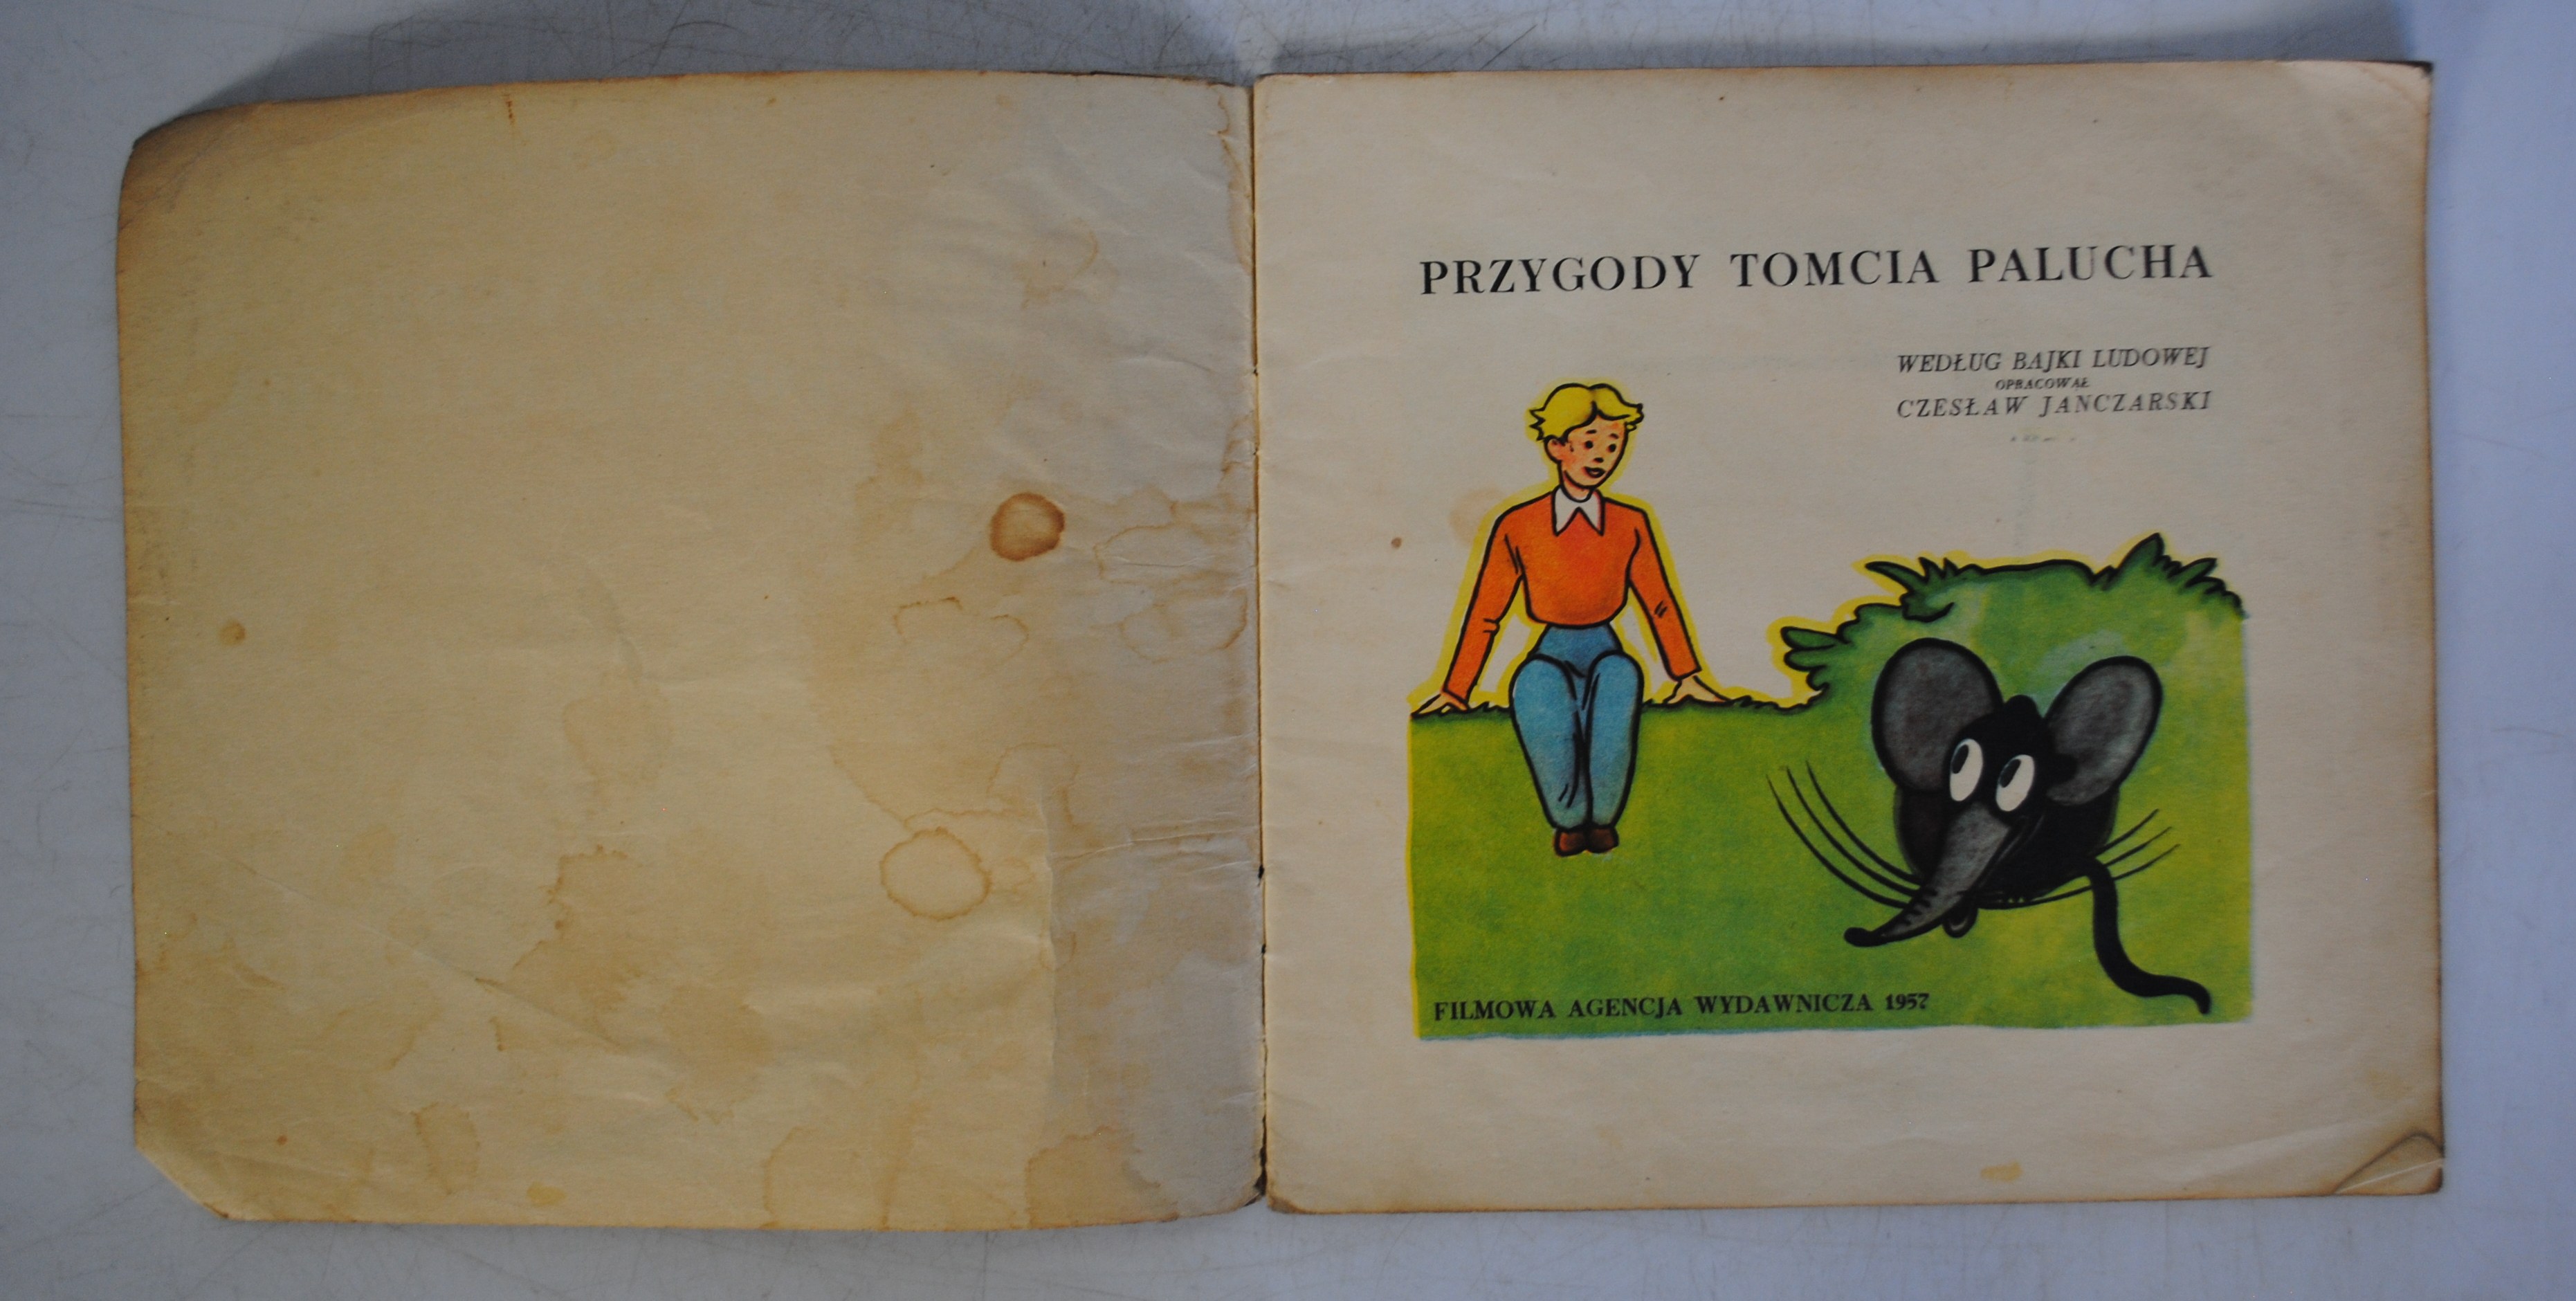 PRZYGODY TOMCIA PALUCHA
WEDŁUG BAJKI LUDOWEJ
OPRACOWAŁ
CZESŁAW JANCZARSKI
FILMOWA AGENCJA WYDAWNICZA 1957